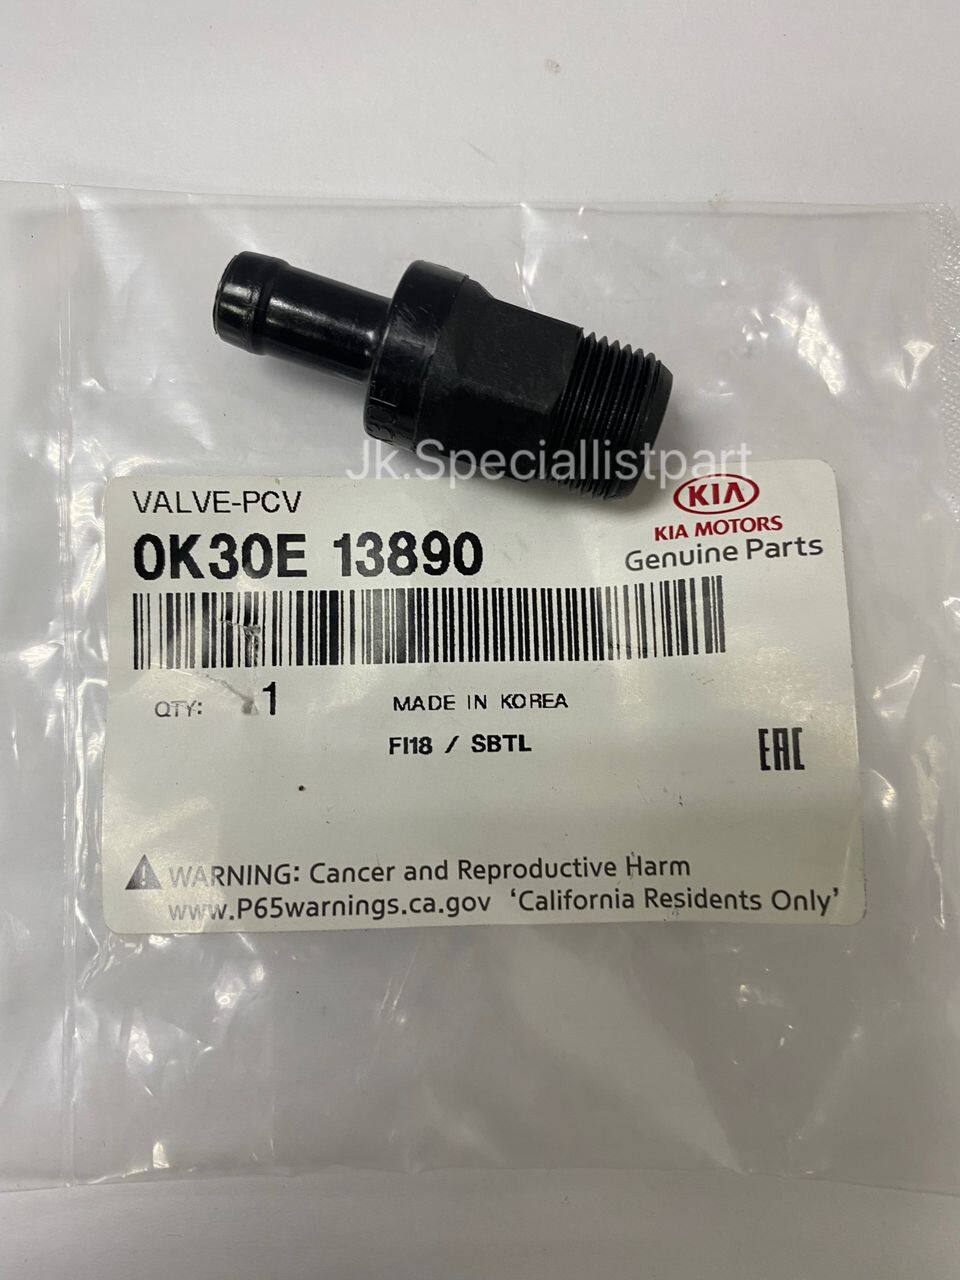 30E
Jk.Speciallistpart
VALVE-PCV
KIA
KIA MOTORS
0K30E 13890
Genuine Parts
QTY: 1
MADE IN KOREA
FI18 / SBTL
EAC
WARNING: Cancer and Reproductive Harm
www.P65warnings.ca.gov ‘California Residents Only’